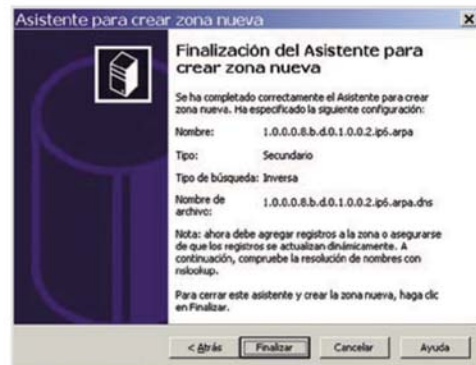 Asistente para crear zona nueva
Finalización del Asistente para
crear zona nueva
Se ha completado correctamente el Asistente para crear
zona nueva. Ha especificado la siguiente configuración:
Nombre: 1.0.0.0.8.b.d.0.1.0.0.2.ip6.arpa
Tipo: Secundario
Tipo de búsqueda: Inversa
Nombre de
archivo: 1.0.0.0.8.b.d.0.1.0.0.2.ip6.arpa.dns
Nota: ahora debe agregar registros a la zona o asegurarse
de que los registros se actualizan dinámicamente. A
continuación, compruebe la resolución de nombres con
nslookup.
Para cerrar este asistente y crear la zona nueva, haga clic
en Finalizar.
< Atrás Finalizar Cancelar Ayuda